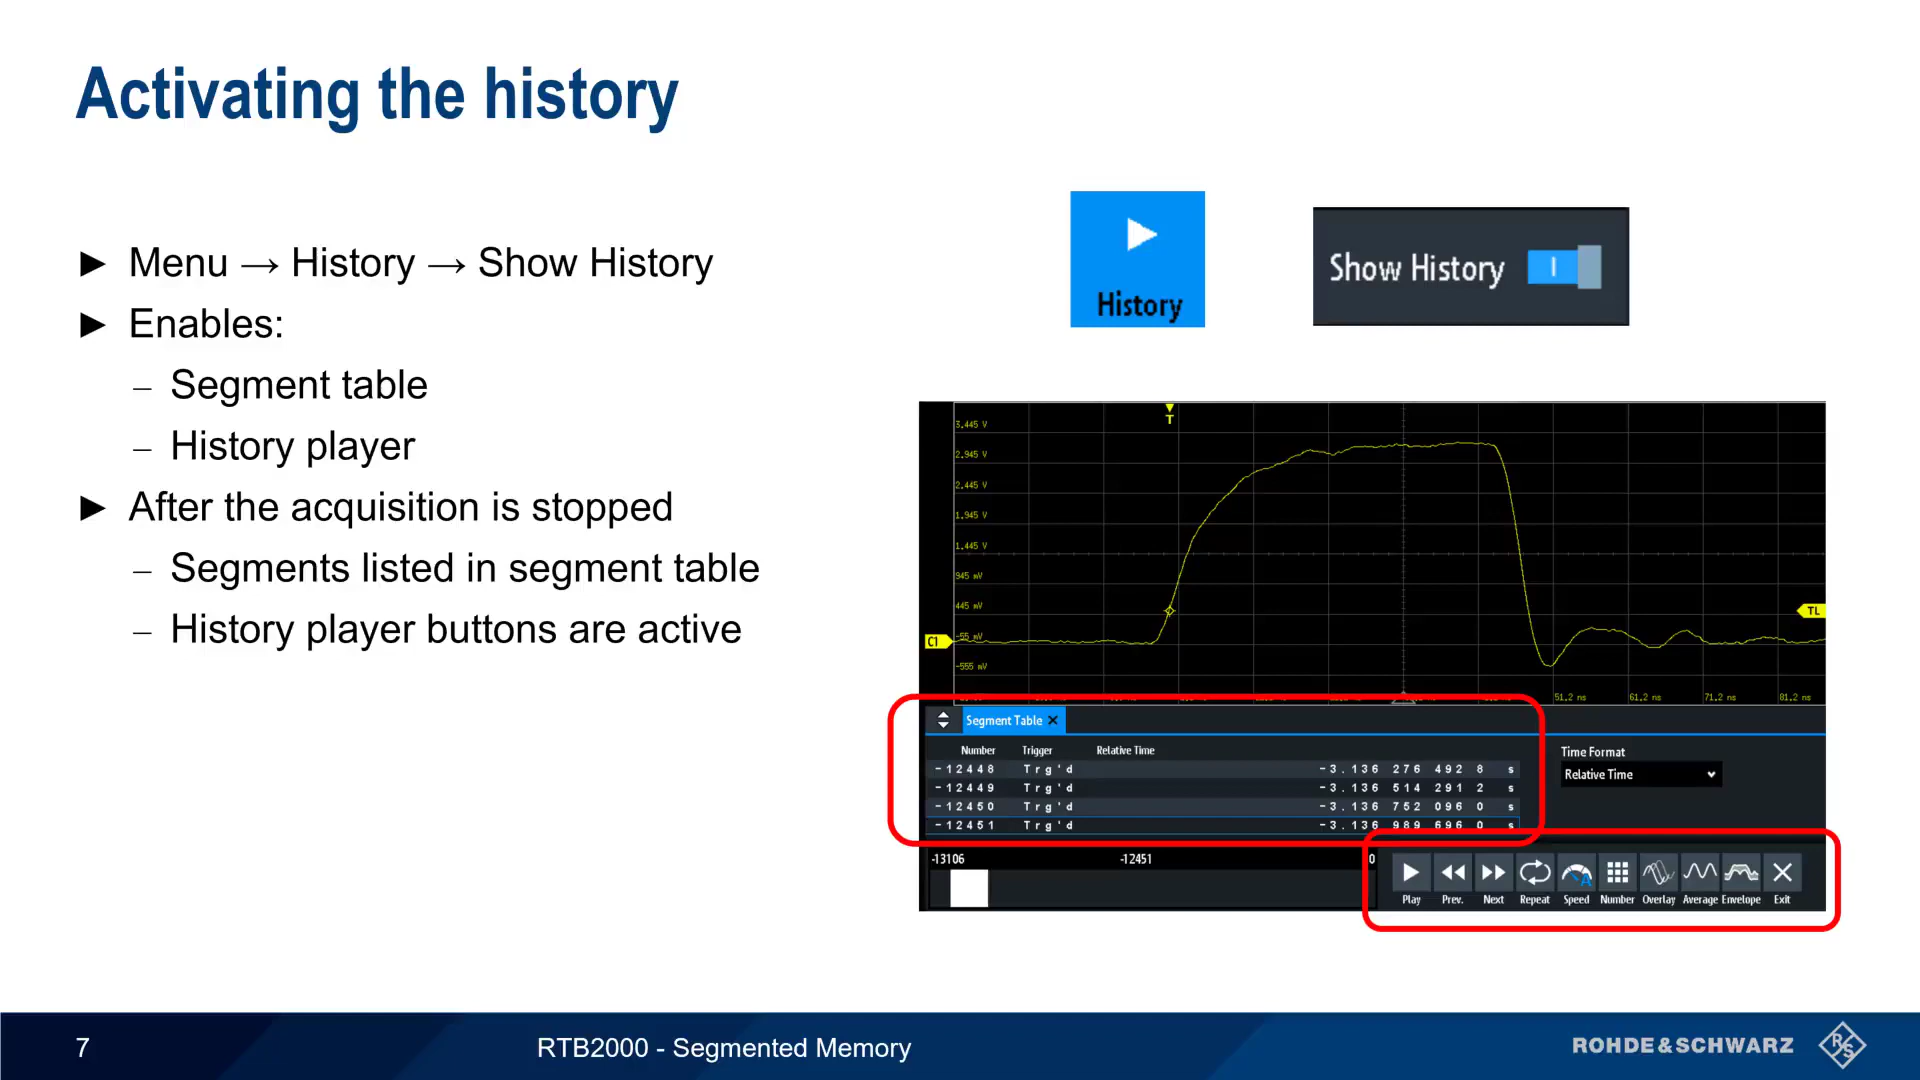 Activating the history
► Menu → History → Show History
► Enables:
– Segment table
– History player
► After the acquisition is stopped
– Segments listed in segment table
– History player buttons are active
History
Show History
T
3.445 V
2.945 V
2.445 V
1.945 V
1.445 V
945 mV
445 mV
TL
C1
-55 mV
-555 mV
51.2 ns 61.2 ns 71.2 ns 81.2 ns
Segment Table
Number Trigger Relative Time
-12448 Trg'd -3.136 276 492 8 s
-12449 Trg'd -3.136 514 291 2 s
-12450 Trg'd -3.136 752 096 0 s
-12451 Trg'd -3.136 989 696 0 s
Time Format
Relative Time
-13106 -12451 0
Play Prev. Next Repeat Speed Number Overlay Average Envelope Exit
7
RTB2000 - Segmented Memory
ROHDE&SCHWARZ
R S